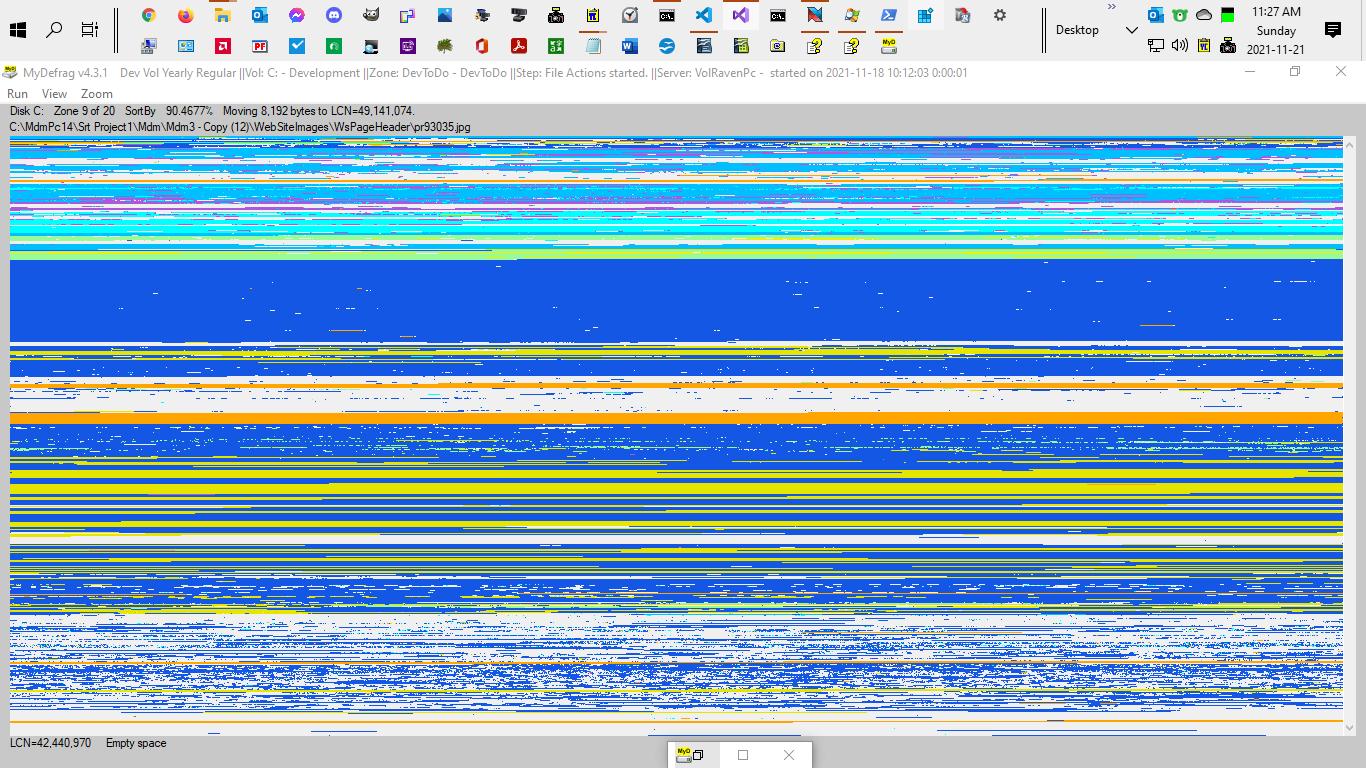 11:27 AM
Desktop
Sunday
2021-11-21
MyDefrag v4.3.1    Dev Vol Yearly Regular ||Vol: C: - Development ||Zone: DevToDo - DevToDo ||Step: File Actions started. ||Server: VolRavenPc -  started on 2021-11-18 10:12:03 0:00:01
Run View Zoom
Disk C:   Zone 9 of 20   SortBy   90.4677%   Moving 8,192 bytes to LCN=49,141,074.
C:\MdmPc14\Srt Project1\Mdm\Mdm3 - Copy (12)\WebSiteImages\WsPageHeader\pr93035.jpg
LCN=42,440,970    Empty space
MyD